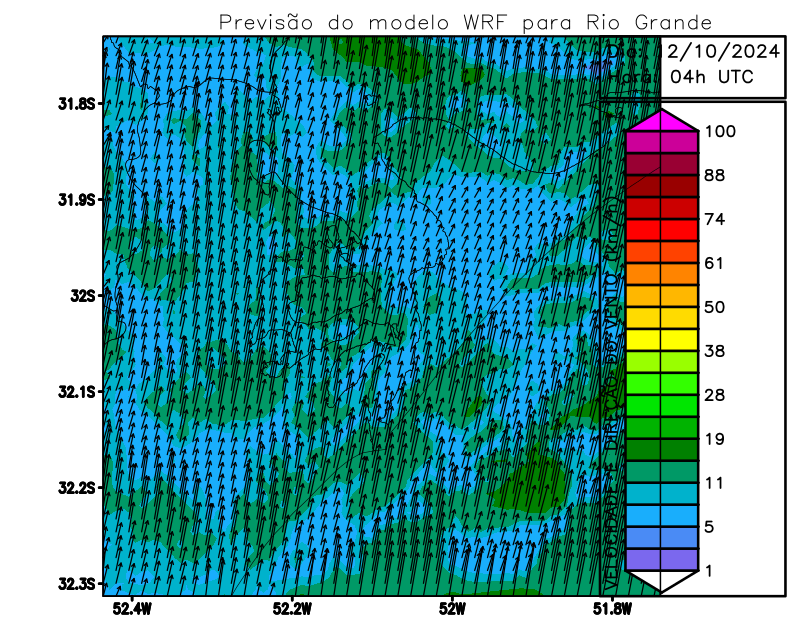 Previsão do modelo WRF para Rio Grande
Dia: 12/10/2024
Hora: 04h UTC
VELOCIDADE E DIREÇÃO DO VENTO (km/h)
100
88
74
61
50
38
28
19
11
5
1
31.8S
31.9S
32S
32.1S
32.2S
32.3S
52.4W
52.2W
52W
51.8W